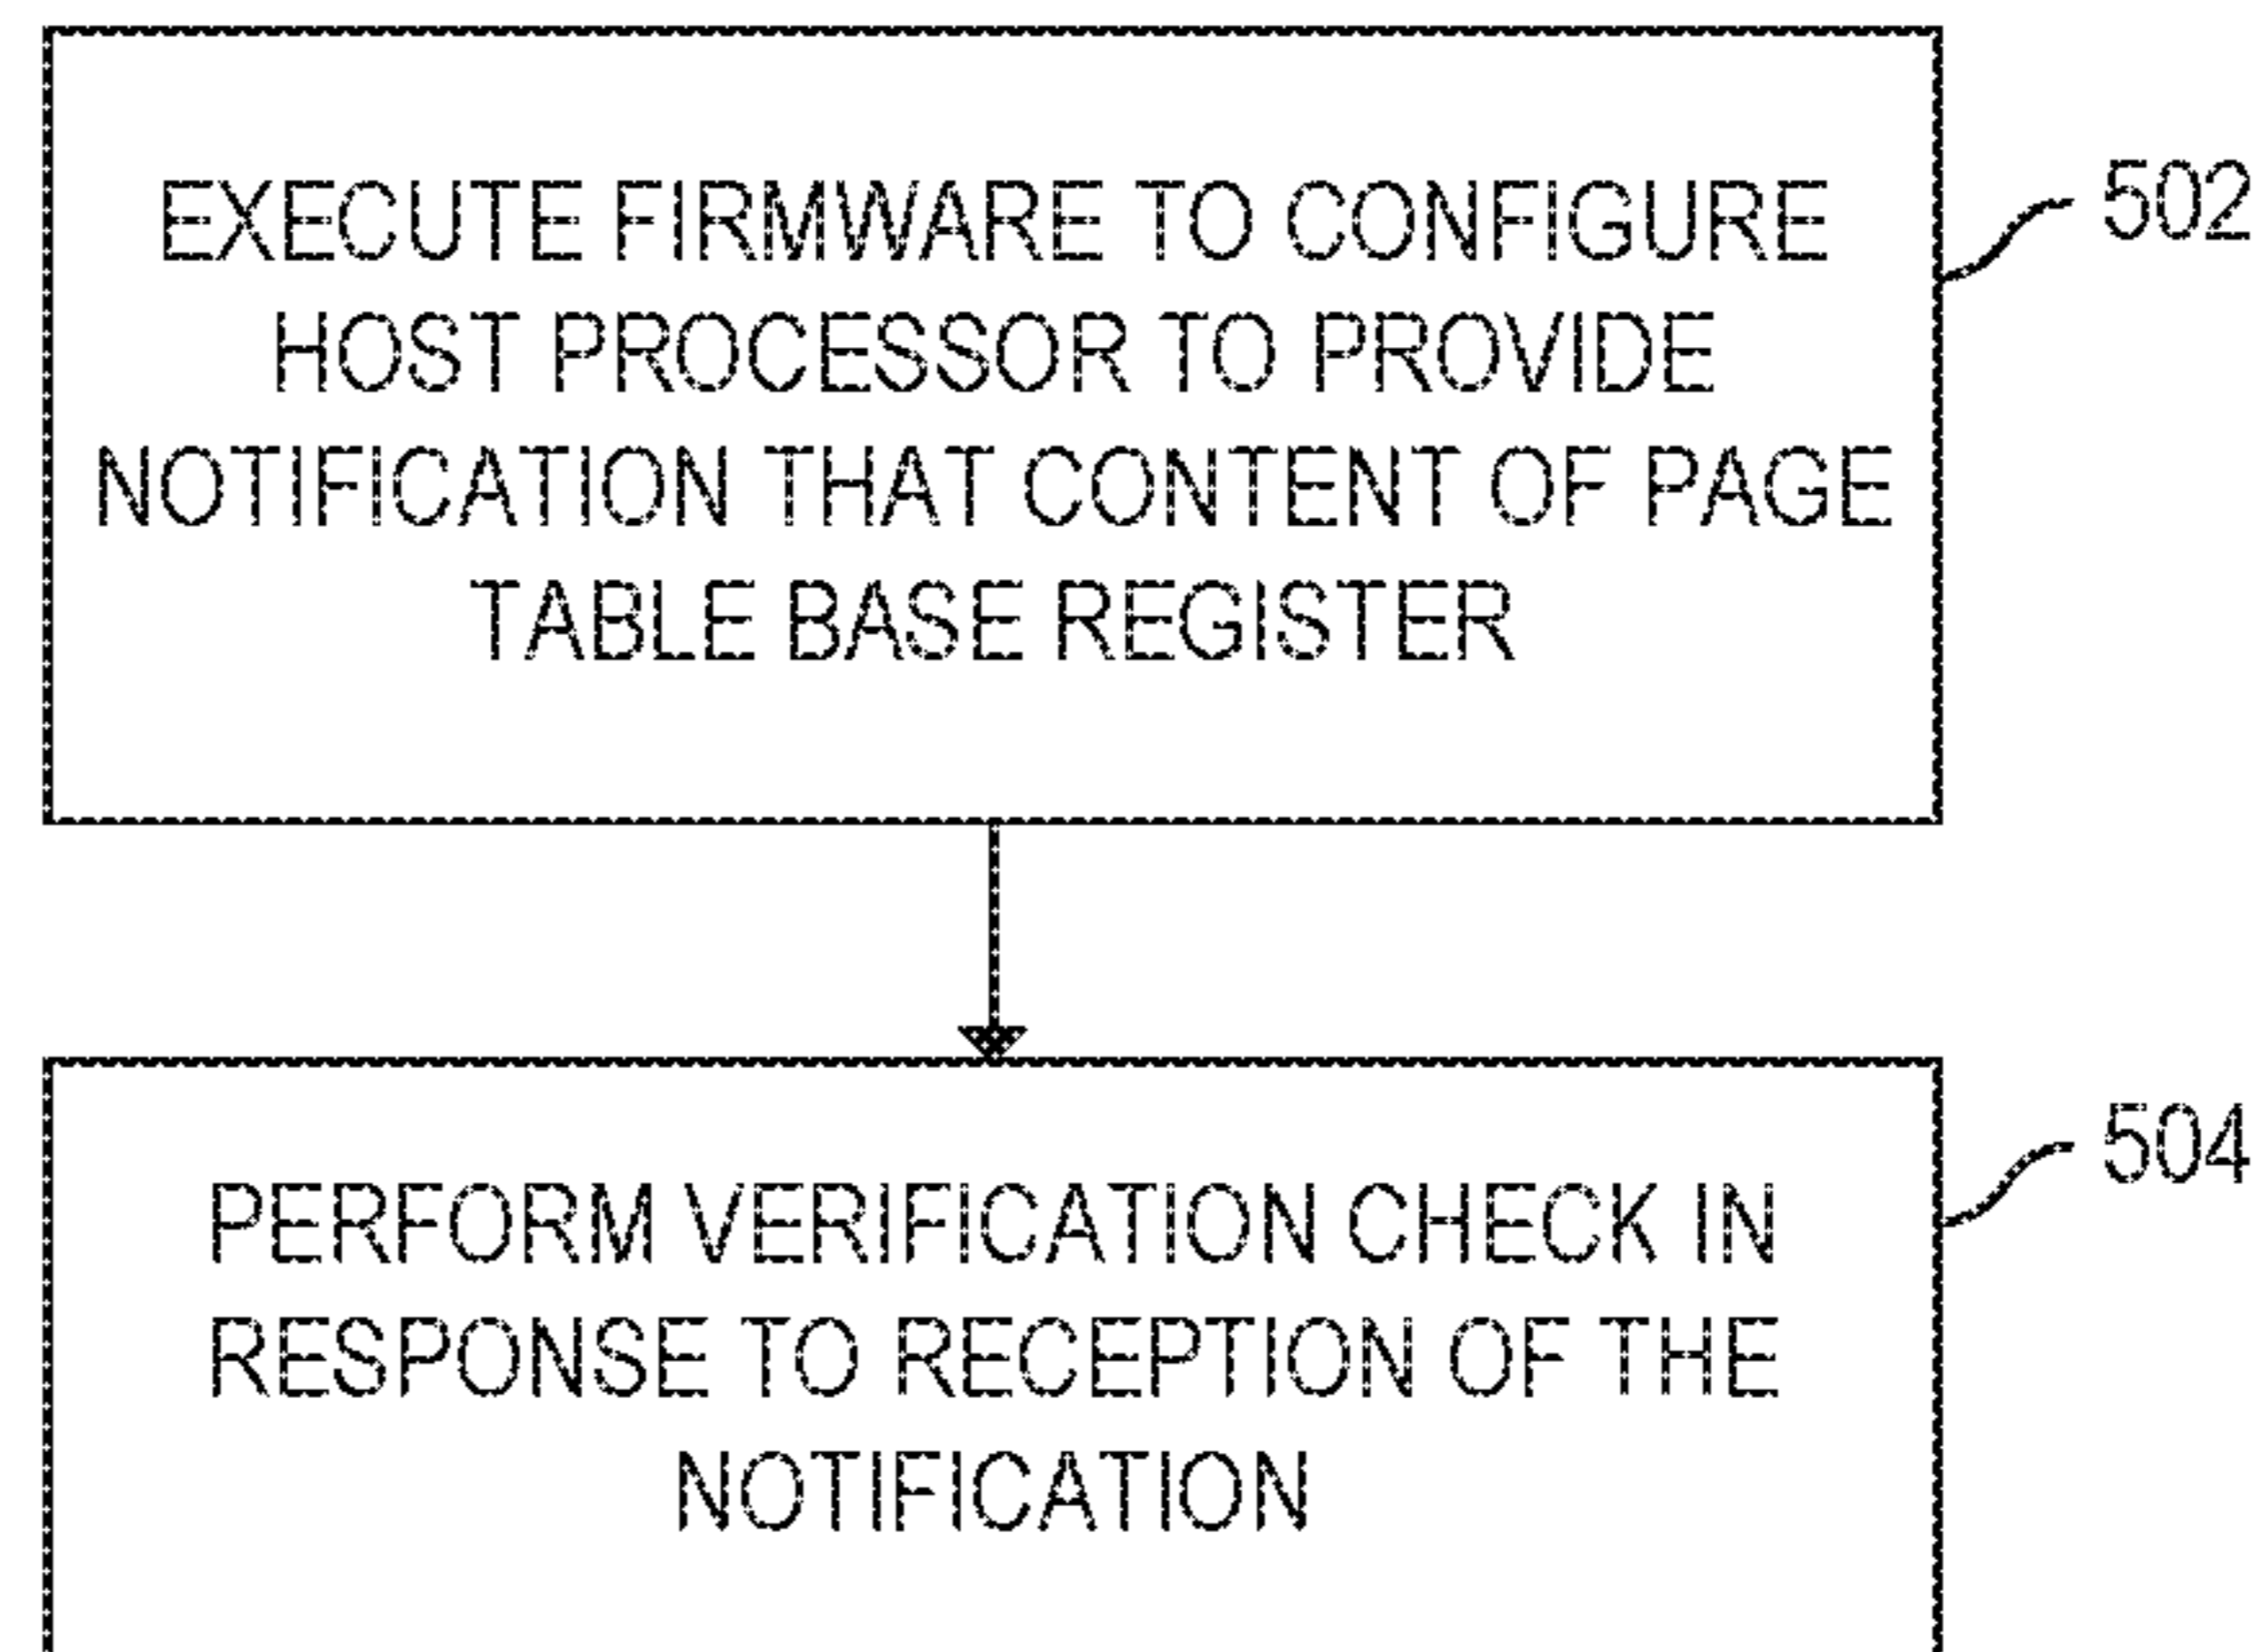 EXECUTE FIRMWARE TO CONFIGURE
HOST PROCESSOR TO PROVIDE
NOTIFICATION THAT CONTENT OF PAGE
TABLE BASE REGISTER
502
PERFORM VERIFICATION CHECK IN
RESPONSE TO RECEPTION OF THE
NOTIFICATION
504